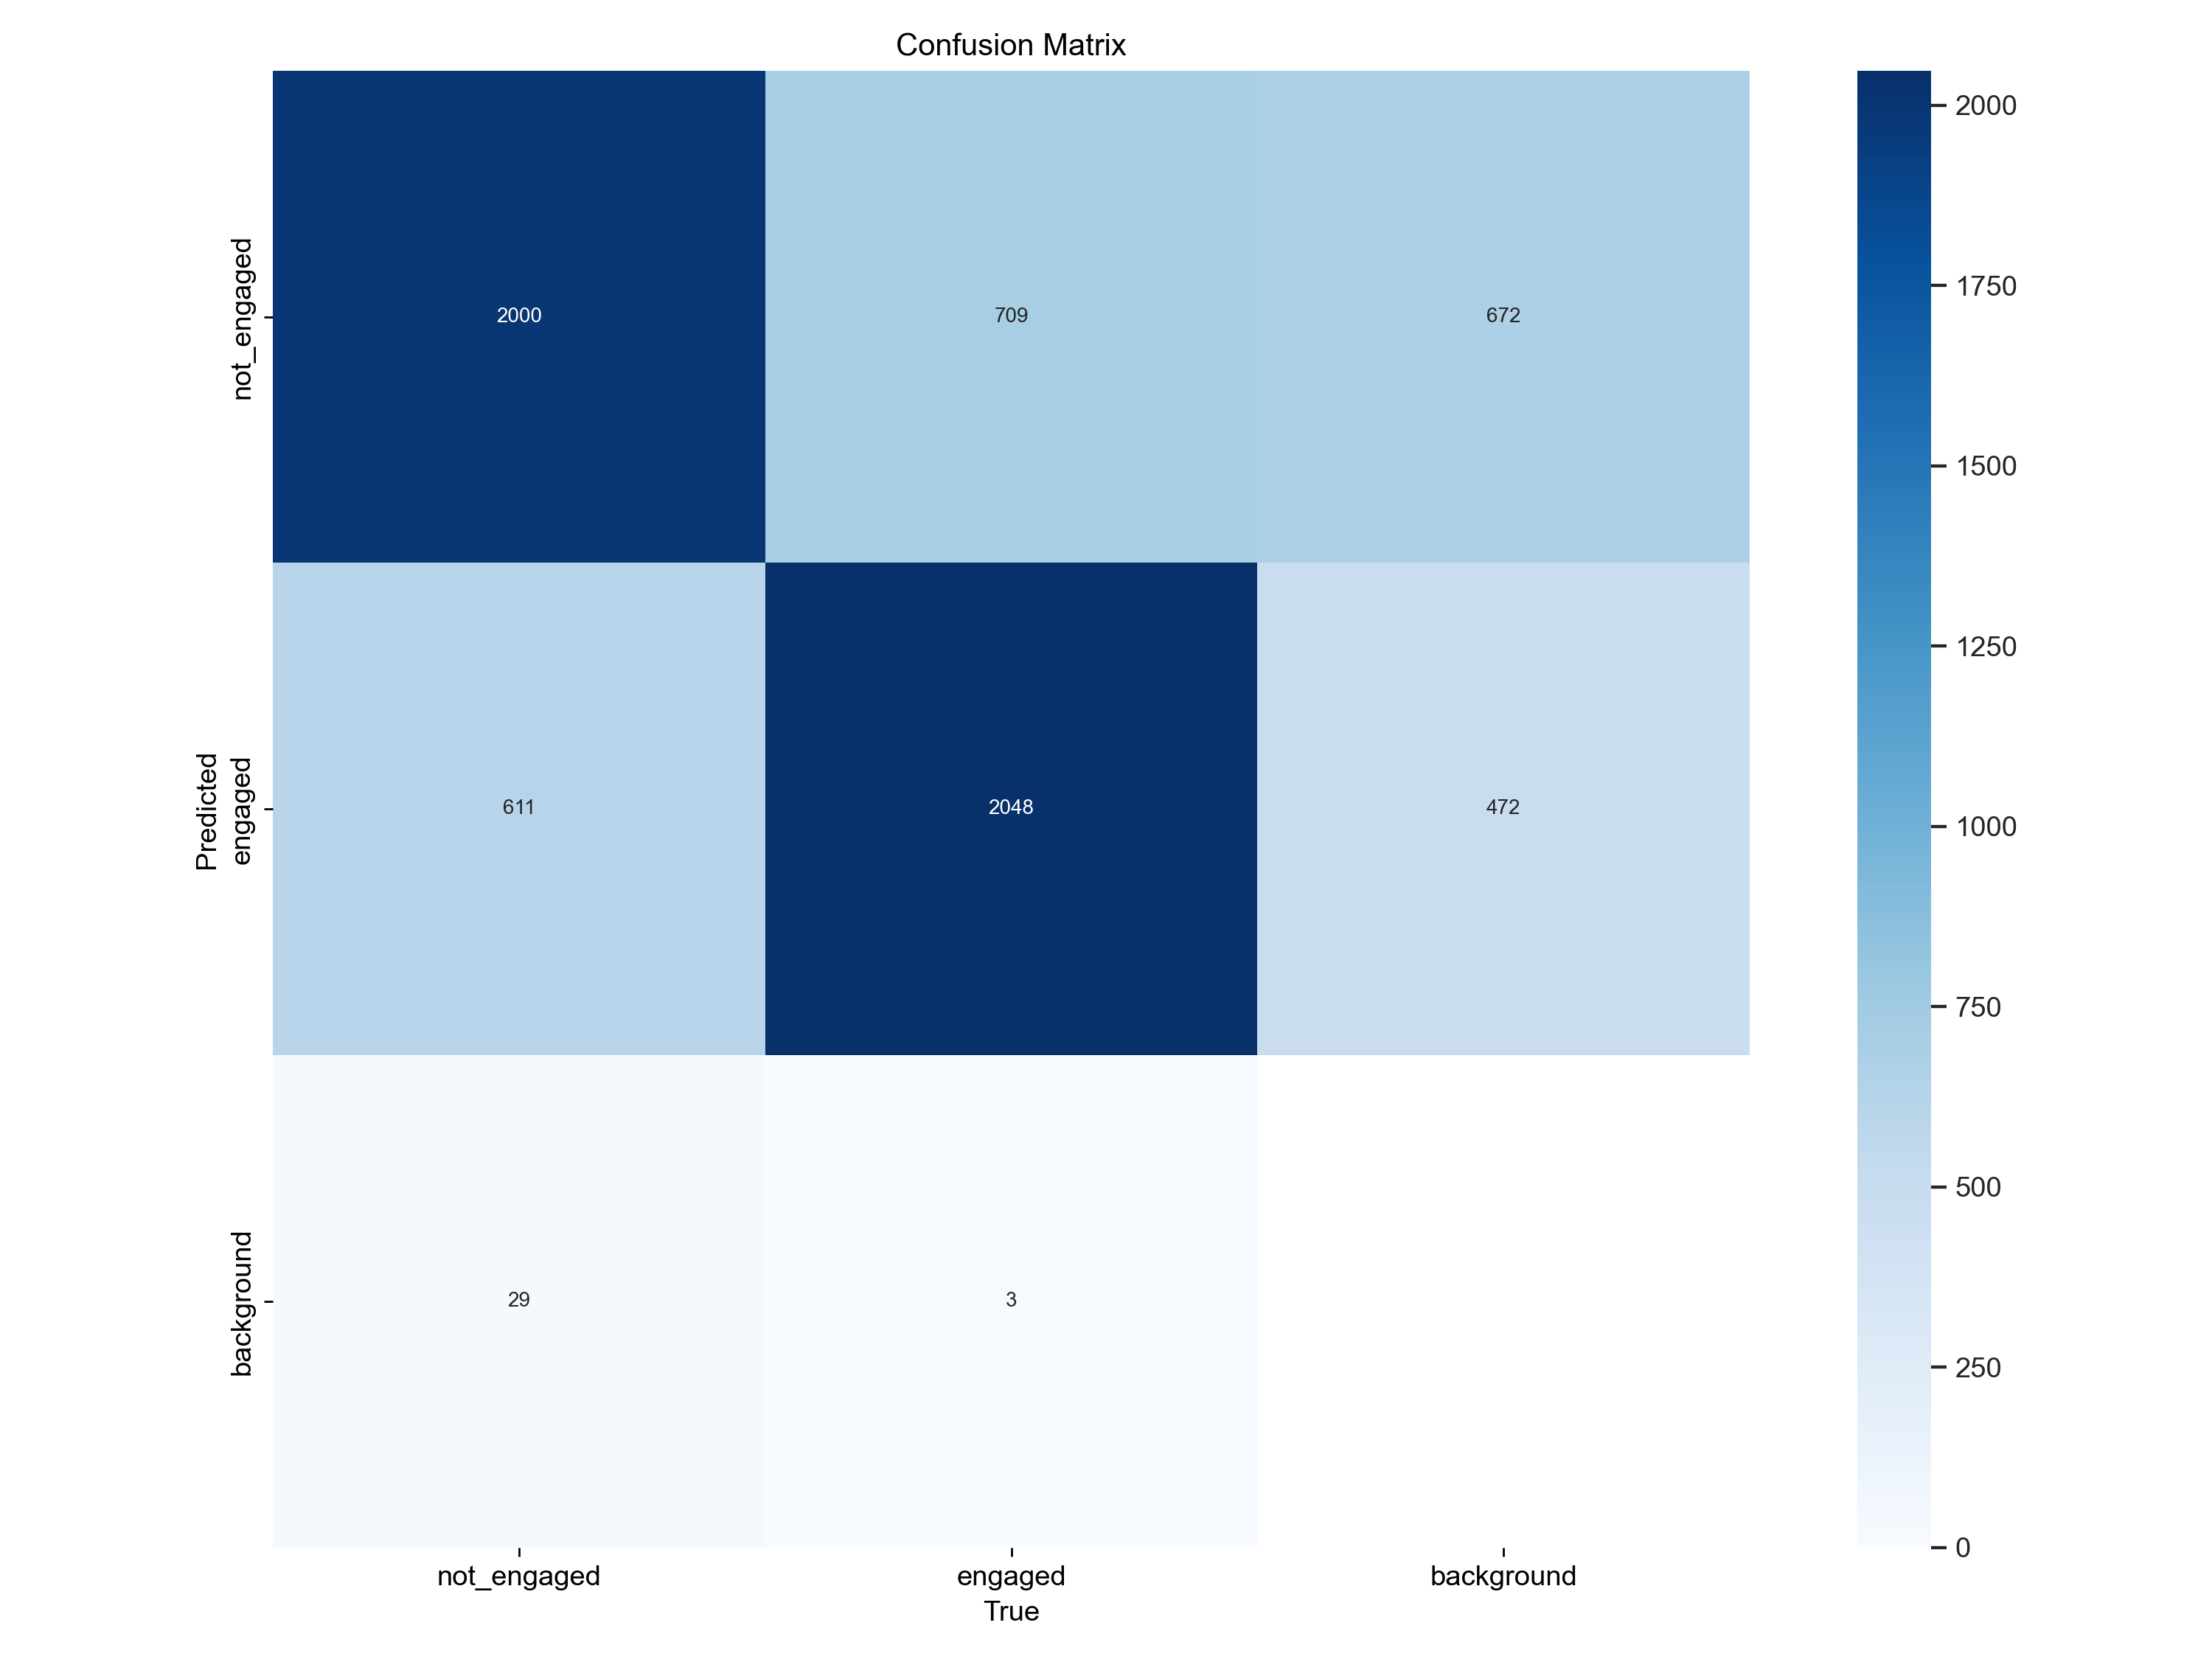 Confusion Matrix
not_engaged
2000
709
672
Predicted
engaged
611
2048
472
background
29
3
not_engaged
engaged
background
True
2000
1750
1500
1250
1000
750
500
250
0